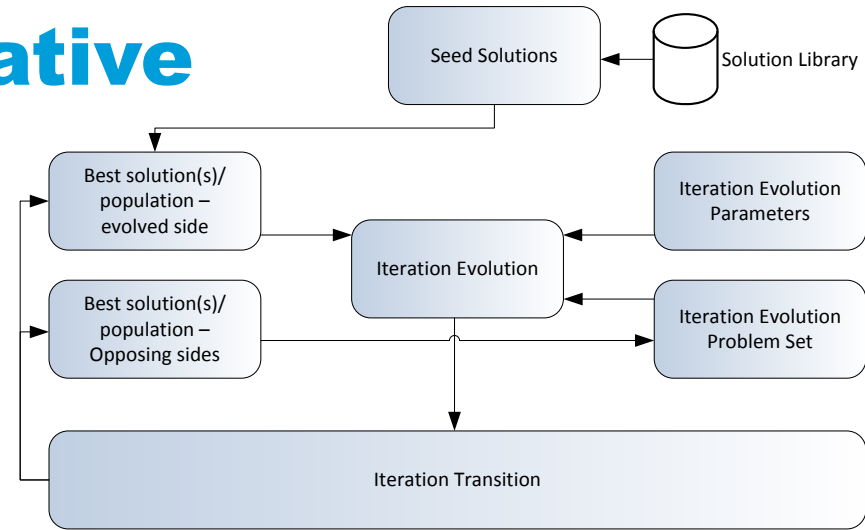 ative
Seed Solutions
Solution Library
Best solution(s)/
population –
evolved side
Iteration Evolution
Parameters
Iteration Evolution
Best solution(s)/
population –
Opposing sides
Iteration Evolution
Problem Set
Iteration Transition